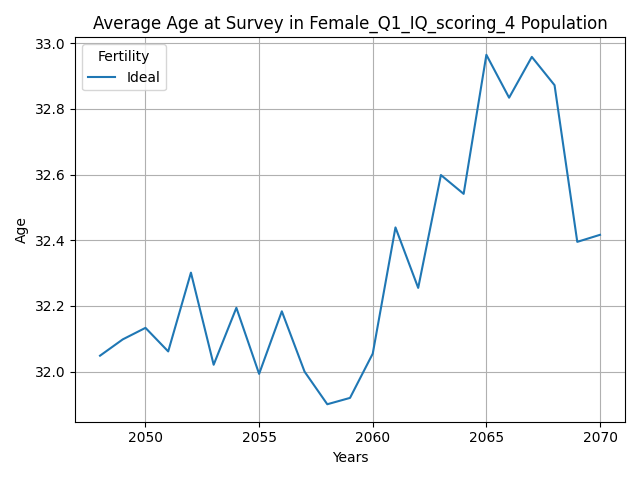 Average Age at Survey in Female_Q1_IQ_scoring_4 Population
Fertility
Ideal
33.0
32.8
32.6
32.4
32.2
32.0
Age
2050 2055 2060 2065 2070
Years